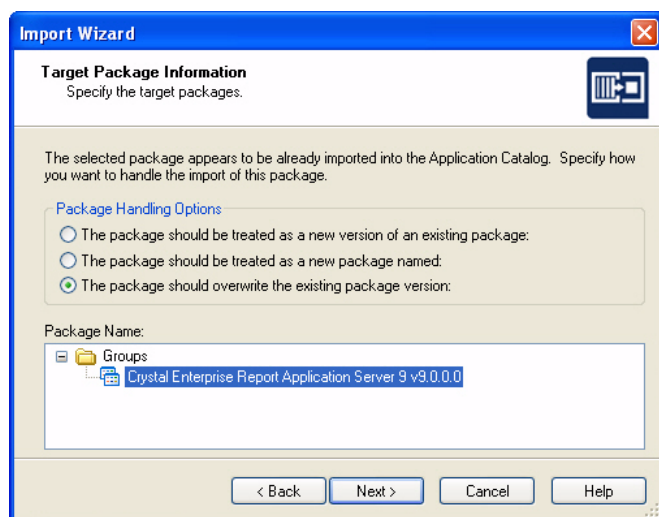 Import Wizard
Target Package Information
Specify the target packages.
The selected package appears to be already imported into the Application Catalog. Specify how
you want to handle the import of this package.
Package Handling Options
The package should be treated as a new version of an existing package:
The package should be treated as a new package named:
The package should overwrite the existing package version:
Package Name:
Groups
Crystal Enterprise Report Application Server 9 v9.0.0.0
< Back Next > Cancel Help